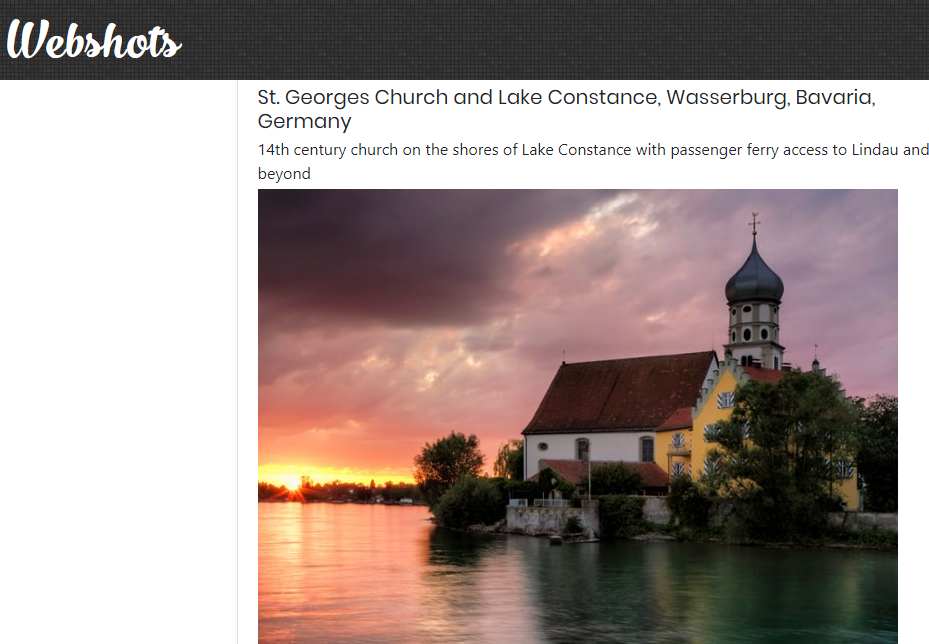 Webshots
St. Georges Church and Lake Constance, Wasserburg, Bavaria,
Germany
14th century church on the shores of Lake Constance with passenger ferry access to Lindau and
beyond